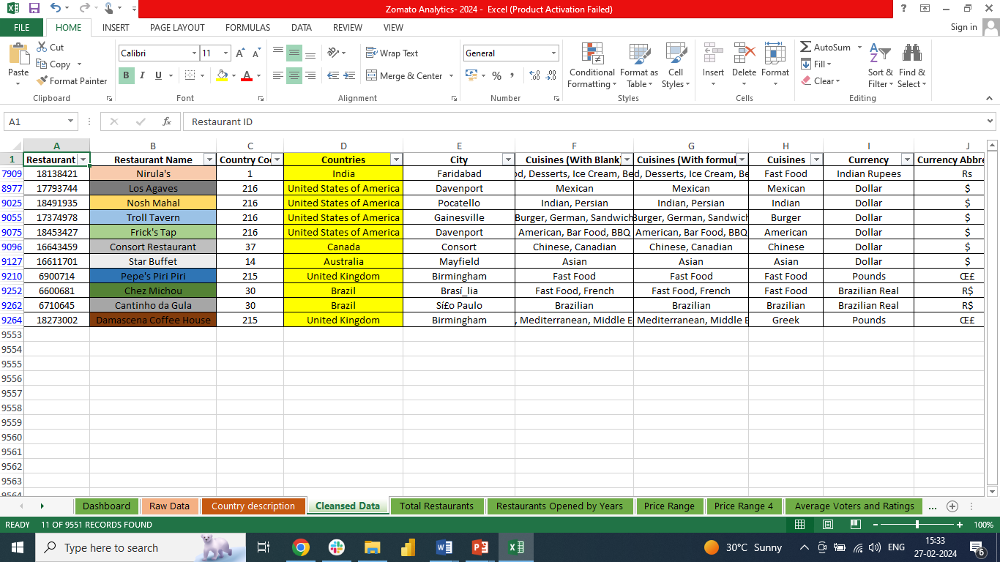 Zomato Analytics- 2024 - Excel (Product Activation Failed)
FILE HOME INSERT PAGE LAYOUT FORMULAS DATA REVIEW VIEW Sign in
Paste Cut Copy Format Painter
Clipboard
Calibri 11
B I U
Font
Wrap Text
Merge & Center
Alignment
General
%
Number
Conditional Formatting Format as Table Cell Styles
Styles
Insert Delete Format
Cells
AutoSum
Fill
Clear
Sort & Filter Find & Select
Editing
A1 fx Restaurant ID
A B C D E F G H I J
1 Restaurant Restaurant Name Country Co Countries City Cuisines (With Blank) Cuisines (With formul Cuisines Currency Currency Abbre
7909 18138421 Nirula's 1 India Faridabad d, Desserts, Ice Cream, Be d, Desserts, Ice Cream, Be Fast Food Indian Rupees Rs
8977 17793744 Los Agaves 216 United States of America Davenport Mexican Mexican Mexican Dollar $
9025 18491935 Nosh Mahal 216 United States of America Pocatello Indian, Persian Indian, Persian Indian Dollar $
9055 17374978 Troll Tavern 216 United States of America Gainesville Burger, German, Sandwich Burger, German, Sandwich Burger Dollar $
9075 18453427 Frick's Tap 216 United States of America Davenport American, Bar Food, BBQ American, Bar Food, BBQ American Dollar $
9096 16643459 Consort Restaurant 37 Canada Consort Chinese, Canadian Chinese, Canadian Chinese Dollar $
9127 16611701 Star Buffet 14 Australia Mayfield Asian Asian Asian Dollar $
9210 6900714 Pepe's Piri Piri 215 United Kingdom Birmingham Fast Food Fast Food Fast Food Pounds Œ£
9252 6600681 Chez Michou 30 Brazil Brasí_lia Fast Food, French Fast Food, French Fast Food Brazilian Real R$
9262 6710645 Cantinho da Gula 30 Brazil Sí£o Paulo Brazilian Brazilian Brazilian Brazilian Real R$
9264 18273002 Damascena Coffee House 215 United Kingdom Birmingham , Mediterranean, Middle E Mediterranean, Middle E Greek Pounds Œ£
9553
9554
9555
9556
9557
9558
9559
9560
9561
9562
9563
9564
Dashboard Raw Data Country description Cleansed Data Total Restaurants Restaurants Opened by Years Price Range Price Range 4 Average Voters and Ratings ...
READY 11 OF 9551 RECORDS FOUND 100%
Type here to search 30°C Sunny ENG 15:33
27-02-2024 6